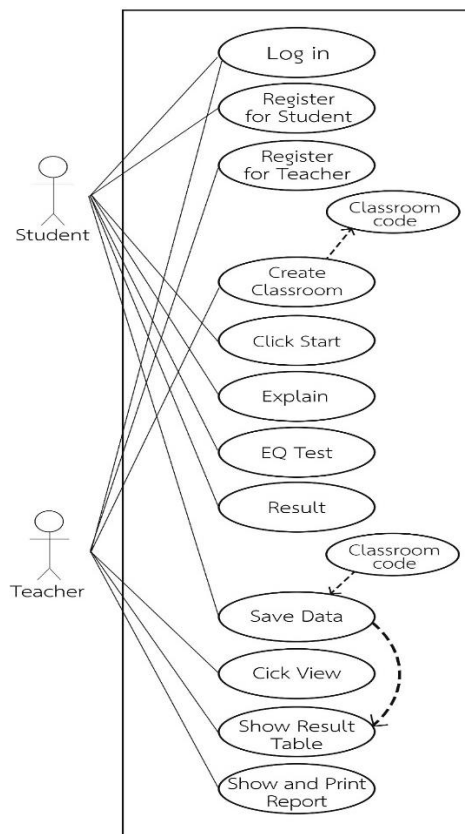 Log in
Register
for Student
Register
for Teacher
Classroom
code
Student
Create
Classroom
Click Start
Explain
EQ Test
Result
Teacher
Classroom
code
Save Data
Cick View
Show Result
Table
Show and Print
Report